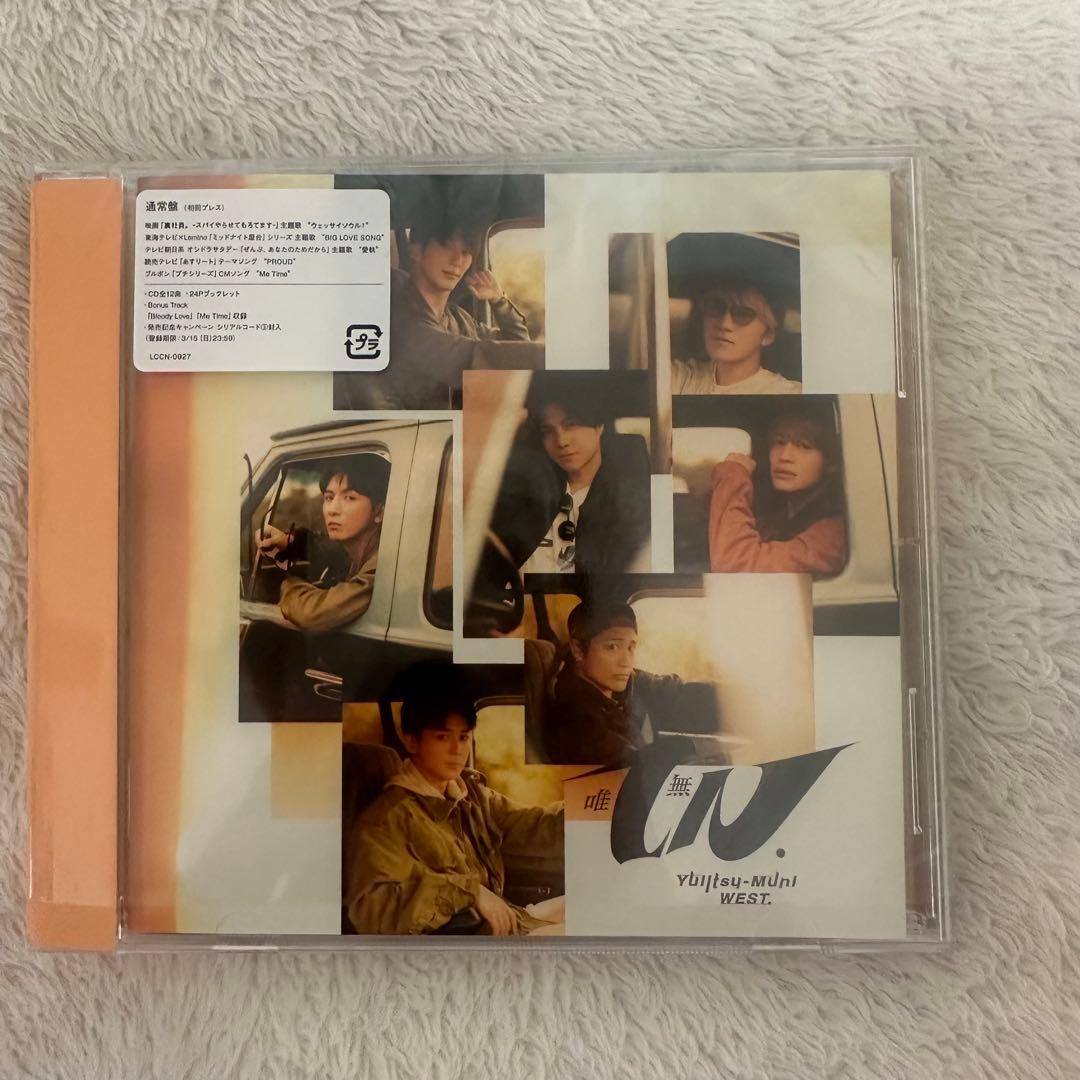 通常盤 (初回プレス)
映画「裏社員。-スパイやらせてもろてます-」主題歌 "ウェッサイソウル!"
東海テレビ×Lemino「ミッドナイト屋台」シリーズ 主題歌 "BIG LOVE SONG"
テレビ朝日系 オシドラサタデー「ぜんぶ、あなたのためだから」主題歌 "愛執"
読売テレビ「あすリート」テーマソング "PROUD"
ブルボン「プチシリーズ」CMソング "Me Time"
・CD全12曲 ・24Pブックレット
・Bonus Track
「Bloody Love」「Me Time」収録
・発売記念キャンペーン シリアルコード③封入
(登録期限:3/15 (日)23:50)
プラ
LCCN-0927
唯 無
Yuiitsu-Muni
WEST.